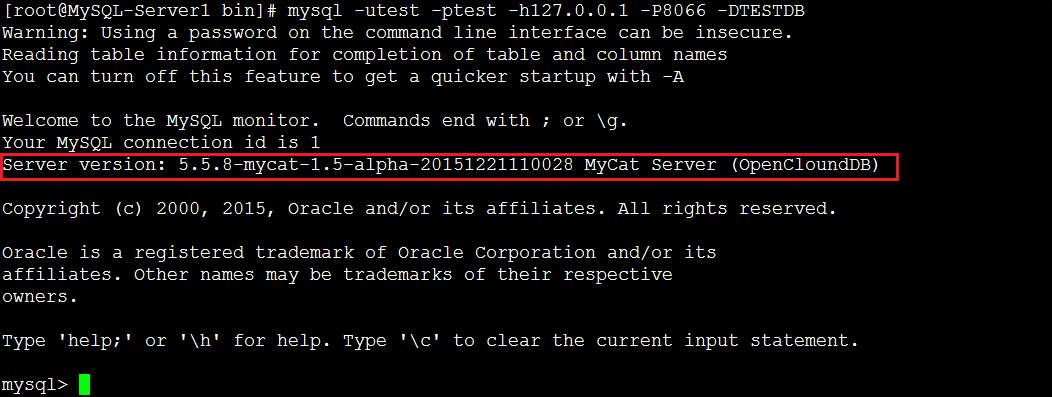 [root@MySQL-Server1 bin]# mysql -utest -ptest -h127.0.0.1 -P8066 -DTESTDB
Warning: Using a password on the command line interface can be insecure.
Reading table information for completion of table and column names
You can turn off this feature to get a quicker startup with -A
Welcome to the MySQL monitor.  Commands end with ; or \g.
Your MySQL connection id is 1
Server version: 5.5.8-mycat-1.5-alpha-20151221110028 MyCat Server (OpenCloundDB)
Copyright (c) 2000, 2015, Oracle and/or its affiliates. All rights reserved.
Oracle is a registered trademark of Oracle Corporation and/or its
affiliates. Other names may be trademarks of their respective
owners.
Type 'help;' or '\h' for help. Type '\c' to clear the current input statement.
mysql>